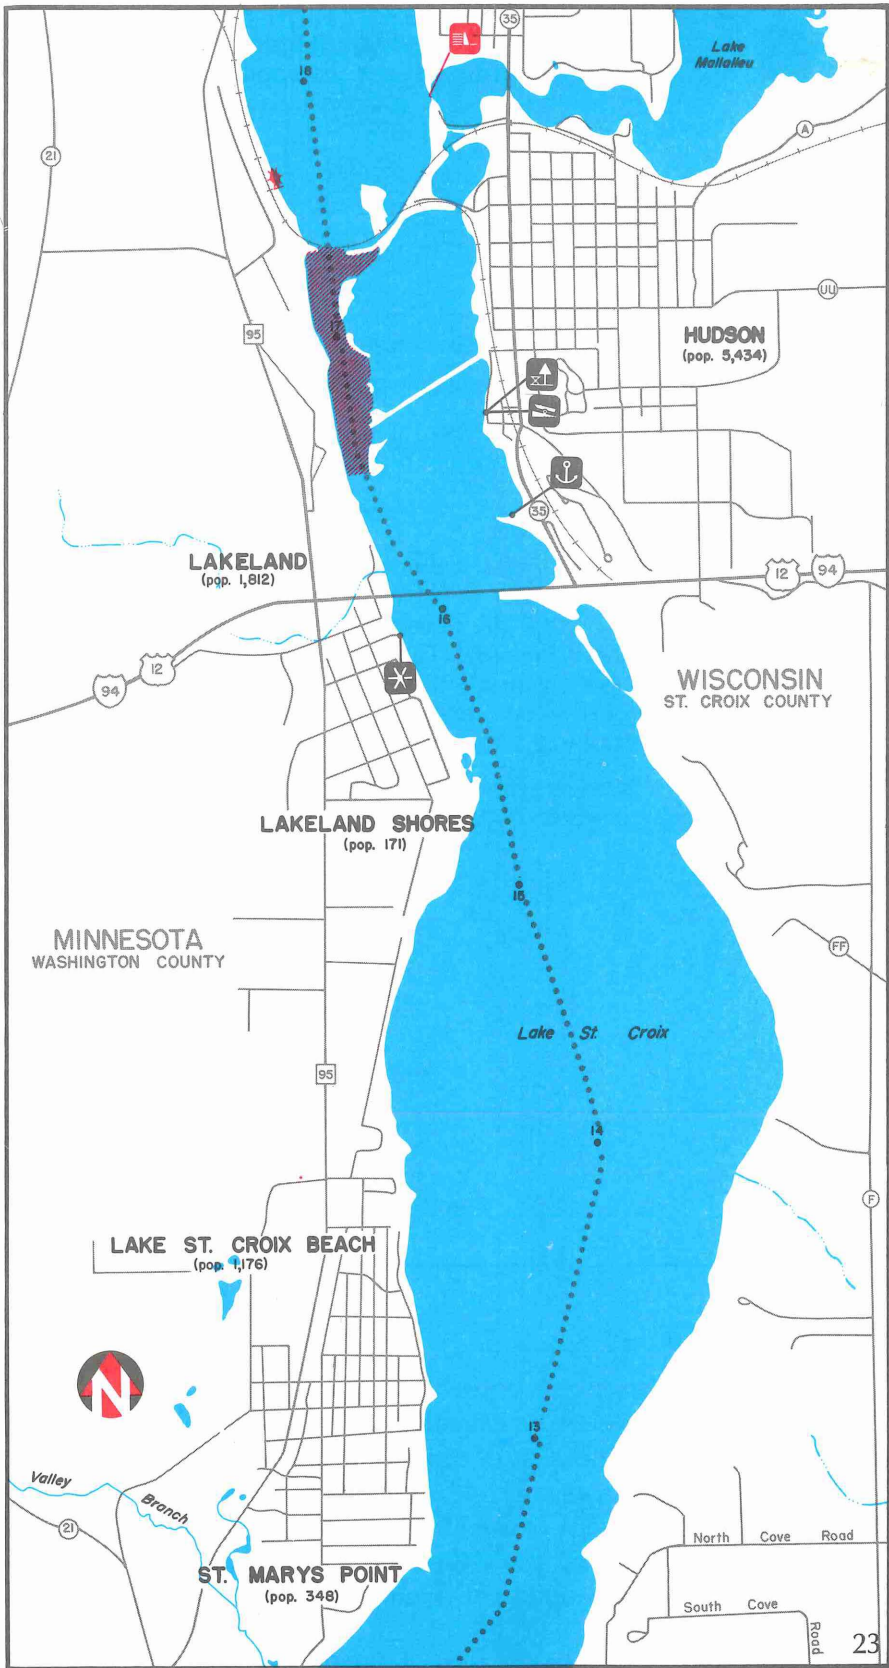 35
Lake
Mallalieu
18
A
21
UU
17
95
HUDSON
(pop. 5,434)
35
LAKELAND
(pop. 1,812)
12
94
16
12
94
WISCONSIN
ST. CROIX COUNTY
LAKELAND SHORES
(pop. 171)
15
MINNESOTA
WASHINGTON COUNTY
FF
Lake St. Croix
95
14
F
LAKE ST. CROIX BEACH
(pop. 1,176)
N
13
Valley
Branch
21
North Cove Road
ST. MARYS POINT
(pop. 348)
South Cove
Road
23